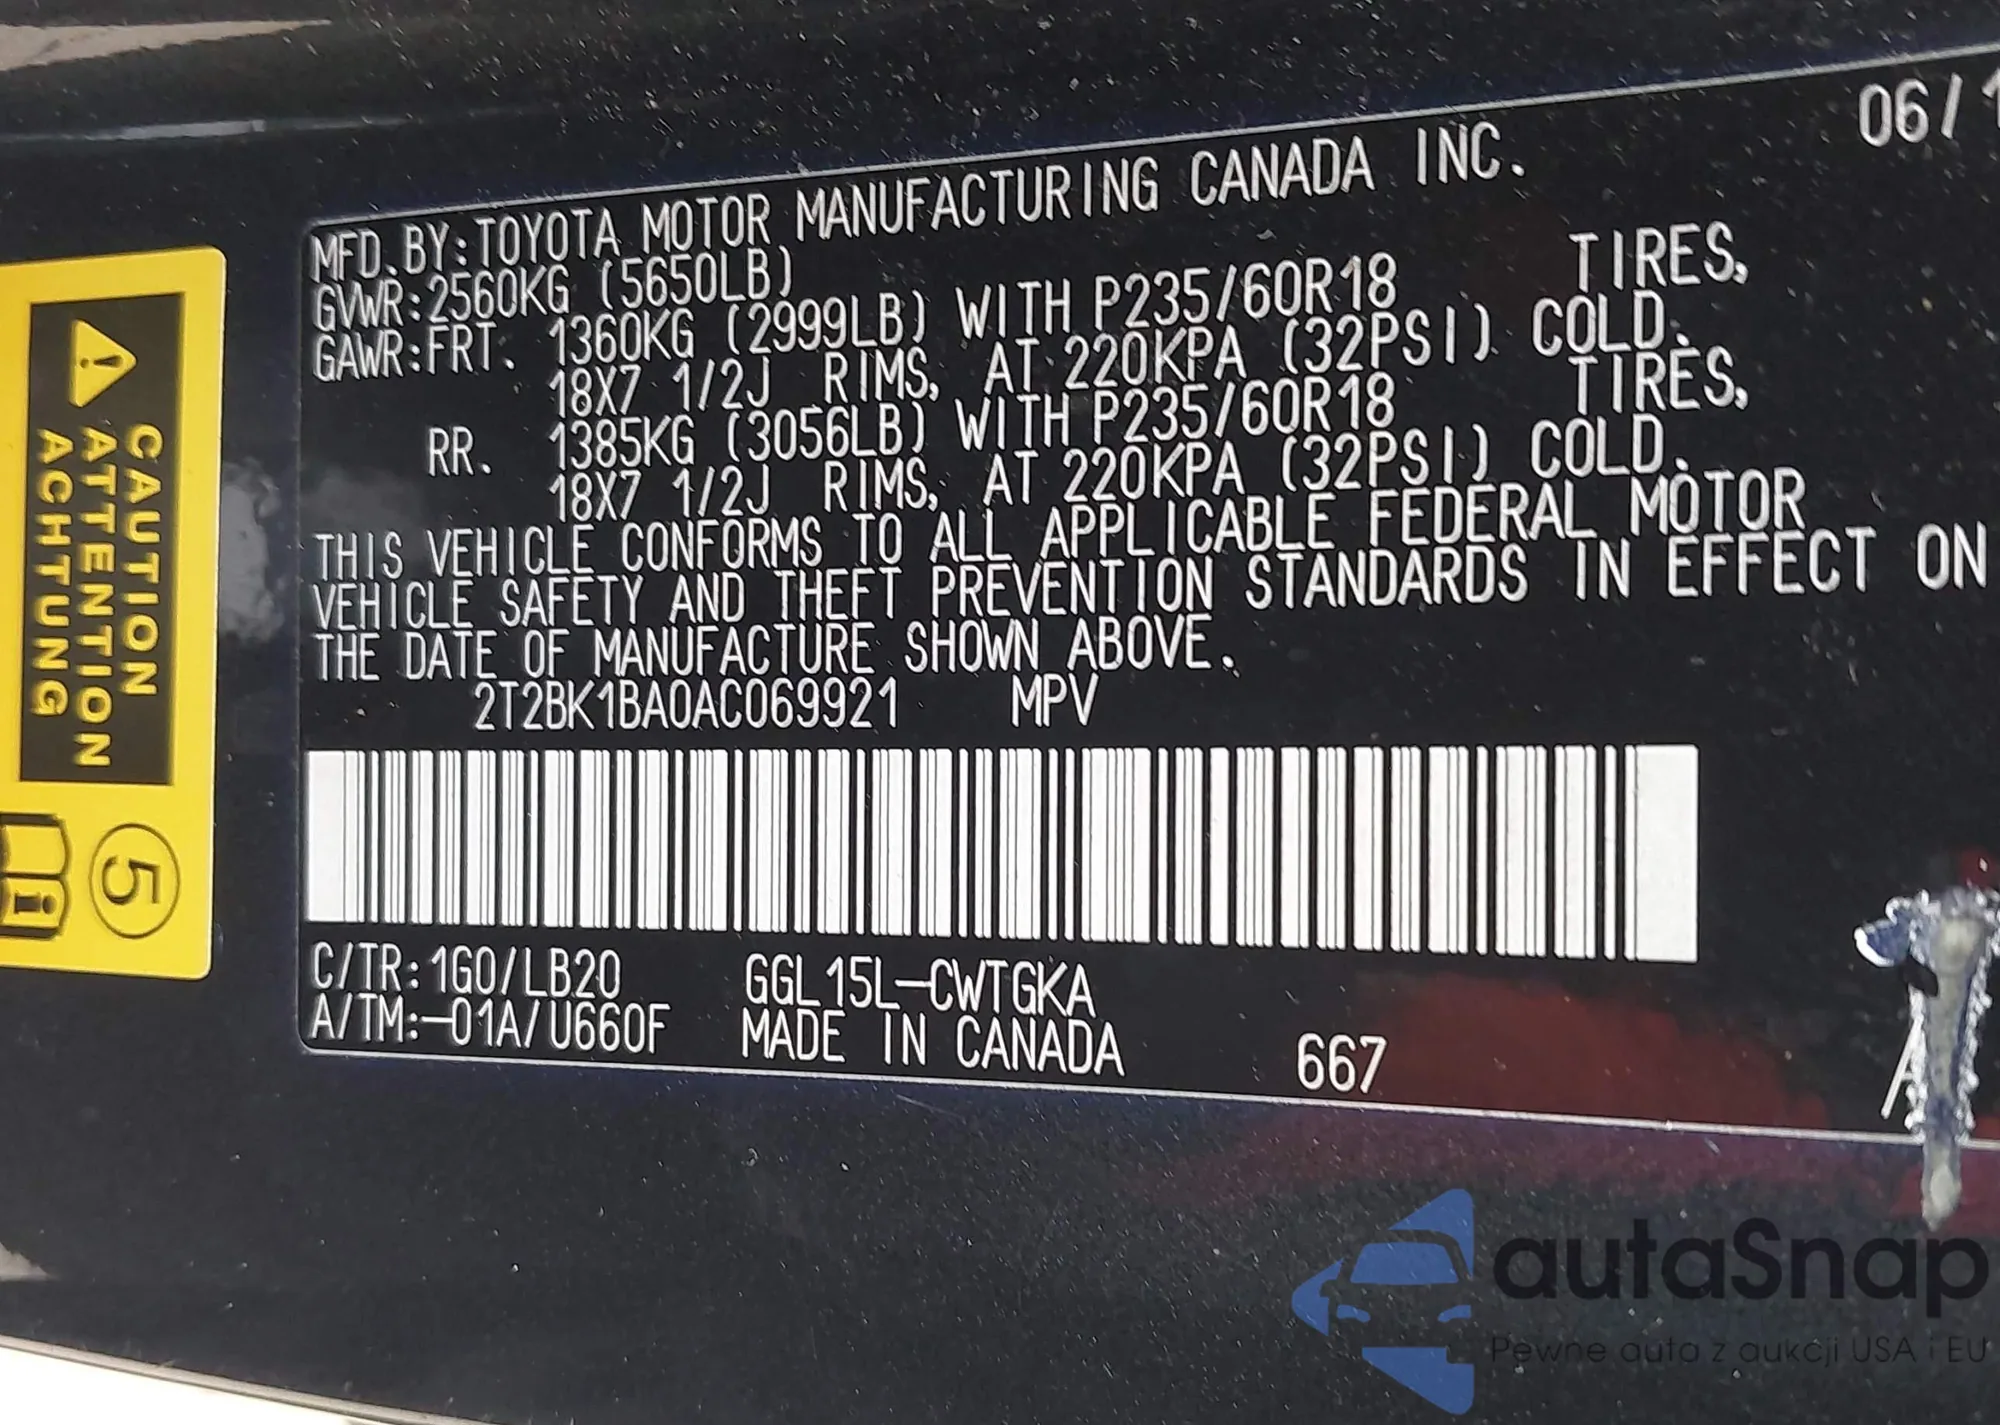 06/1
MFD. BY:TOYOTA MOTOR MANUFACTURING CANADA INC.
GVWR:2560KG (5650LB)
GAWR:FRT. 1360KG (2999LB) WITH P235/60R18 TIRES,
18X7 1/2J RIMS, AT 220KPA (32PSI) COLD.
RR. 1385KG (3056LB) WITH P235/60R18 TIRES,
18X7 1/2J RIMS, AT 220KPA (32PSI) COLD.
THIS VEHICLE CONFORMS TO ALL APPLICABLE FEDERAL MOTOR
VEHICLE SAFETY AND THEFT PREVENTION STANDARDS IN EFFECT ON
THE DATE OF MANUFACTURE SHOWN ABOVE.
2T2BK1BA0AC069921 MPV
C/TR:1G0/LB20 GGL15L-CWTGKA
A/TM:-01A/U660F MADE IN CANADA 667
A
CAUTION
ATTENTION
ACHTUNG
5
i
autaSnap
Pewne auta z aukcji USA i EU